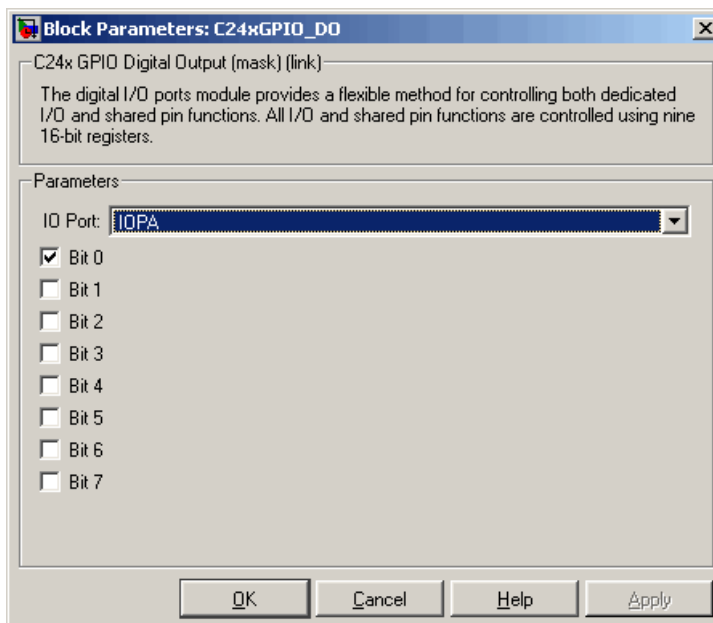 Block Parameters: C24xGPIO_DO
C24x GPIO Digital Output (mask) (link)
The digital I/O ports module provides a flexible method for controlling both dedicated
I/O and shared pin functions. All I/O and shared pin functions are controlled using nine
16-bit registers.
Parameters
IO Port: IOPA
Bit 0
Bit 1
Bit 2
Bit 3
Bit 4
Bit 5
Bit 6
Bit 7
OK Cancel Help Apply